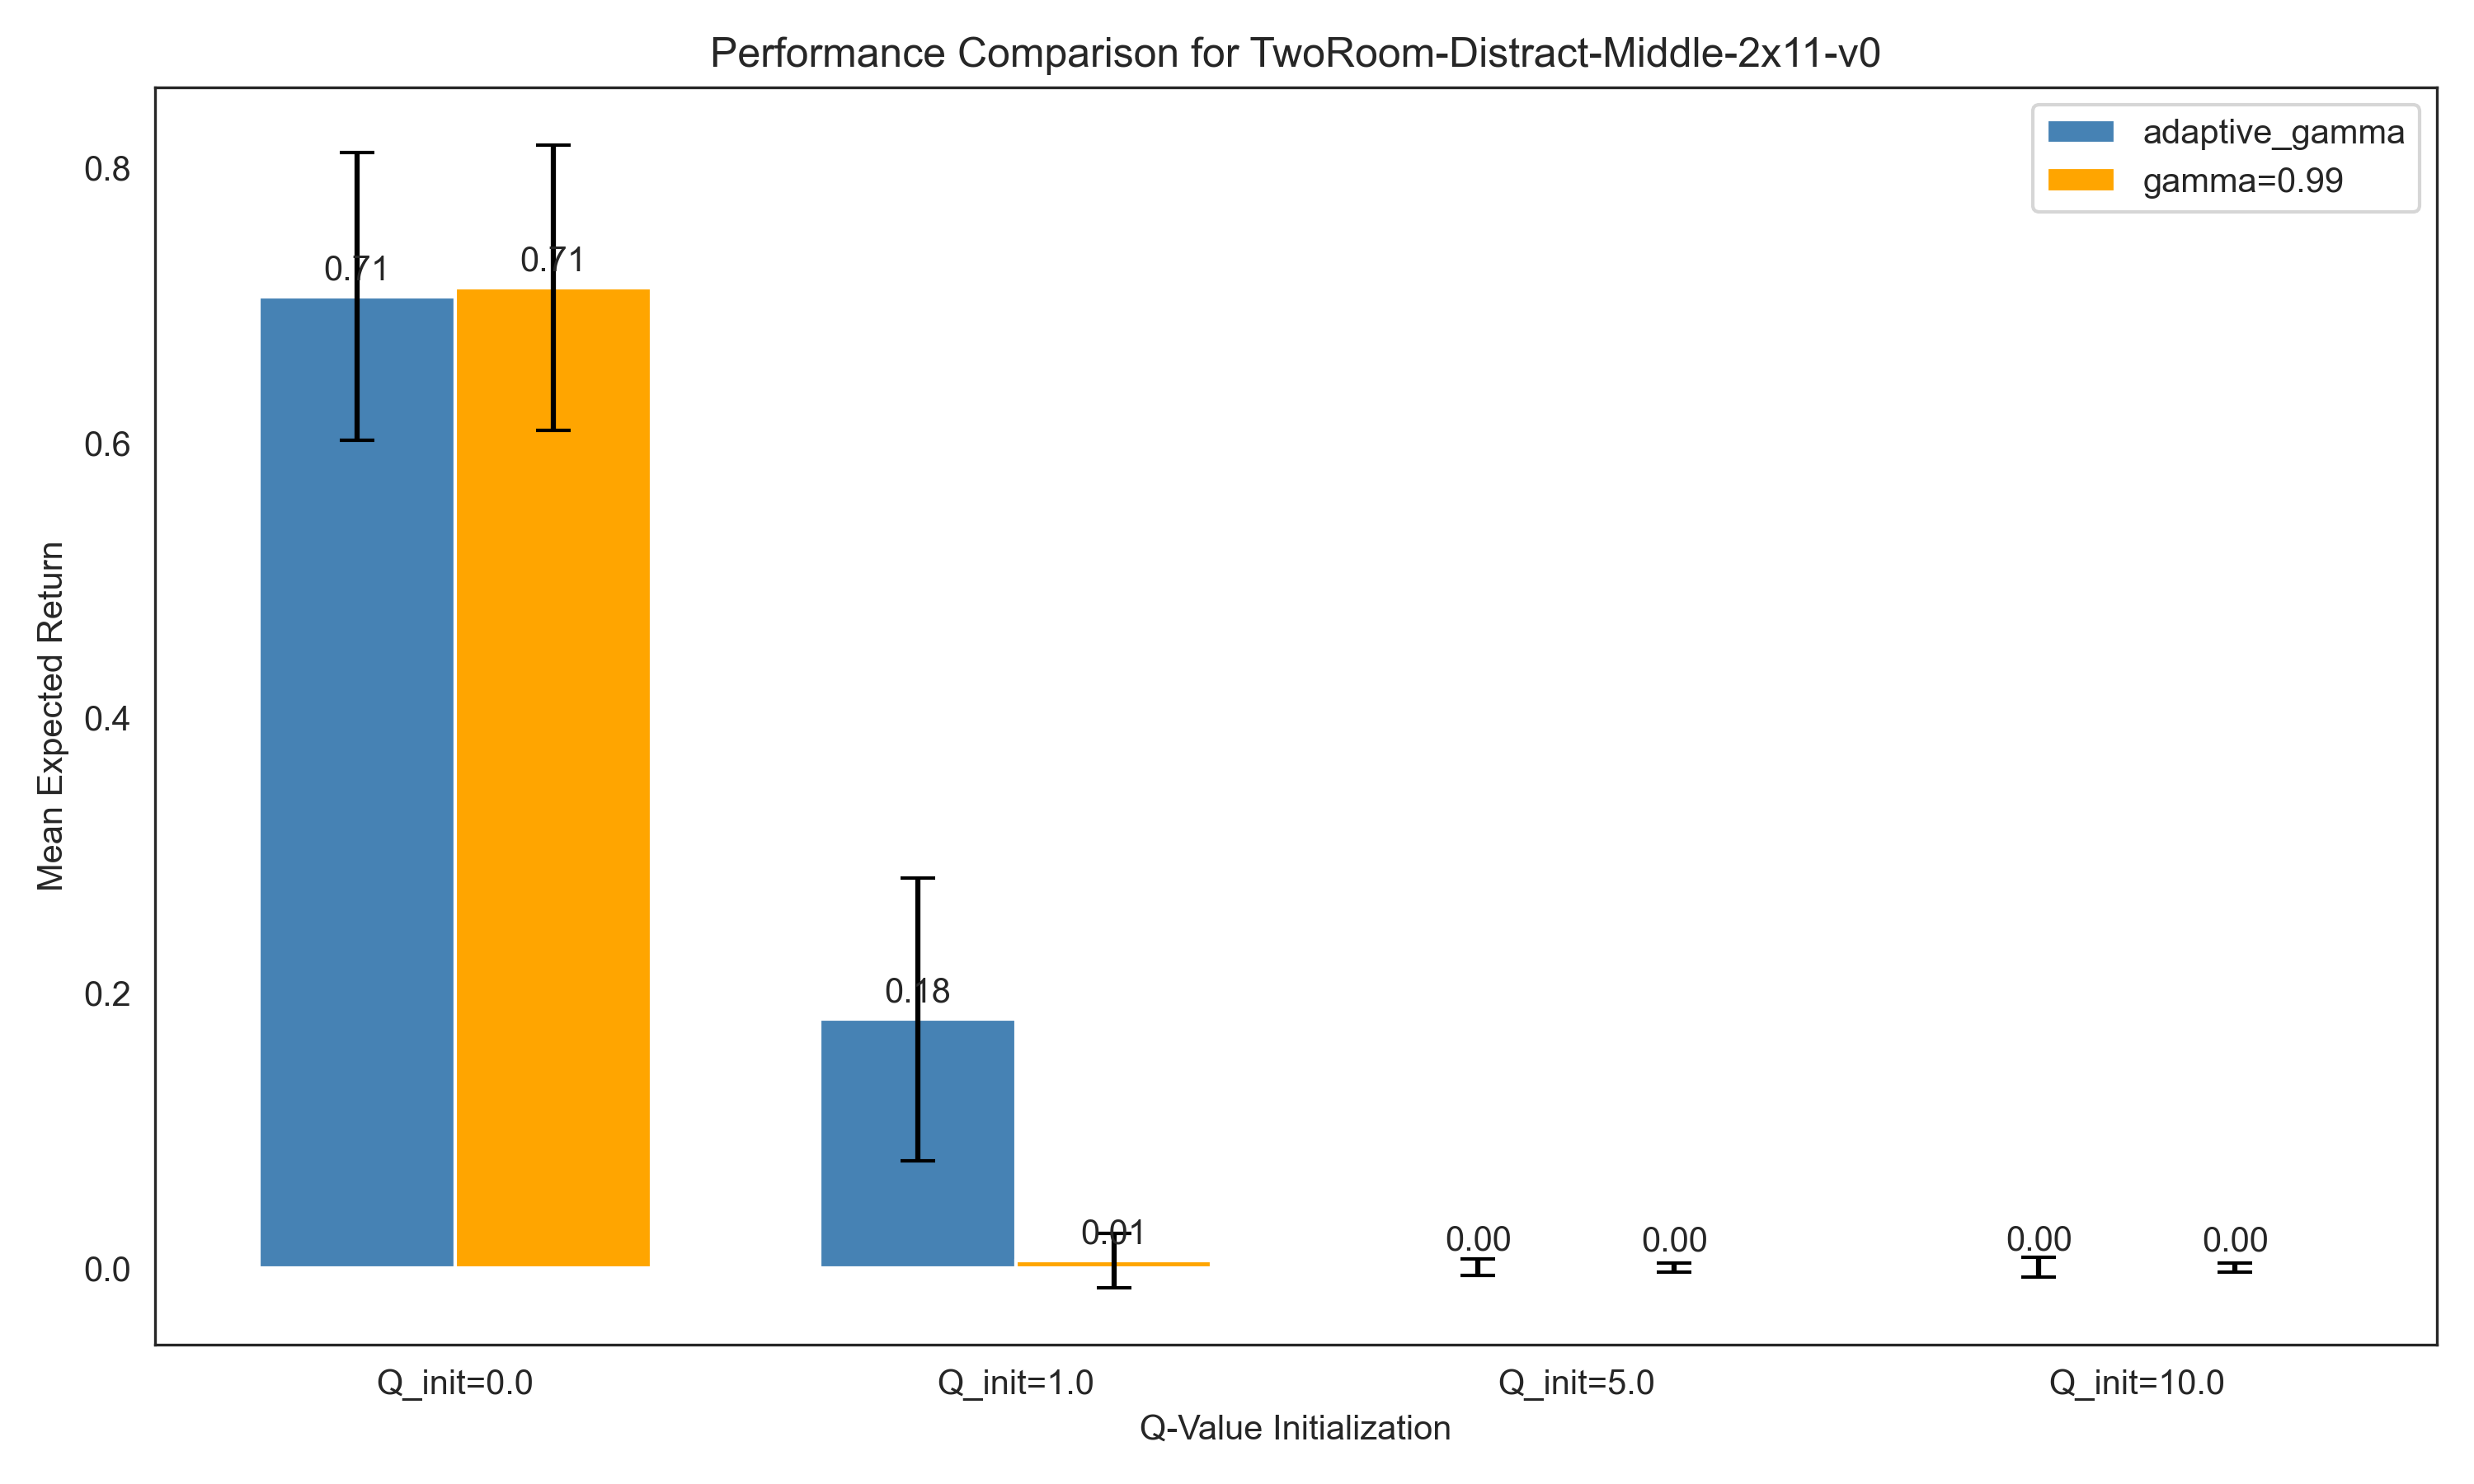 Performance Comparison for TwoRoom-Distract-Middle-2x11-v0
adaptive_gamma
gamma=0.99
Mean Expected Return
0.8
0.6
0.4
0.2
0.0
0.71
0.71
0.18
0.01
0.00
0.00
0.00
0.00
Q_init=0.0
Q_init=1.0
Q_init=5.0
Q_init=10.0
Q-Value Initialization